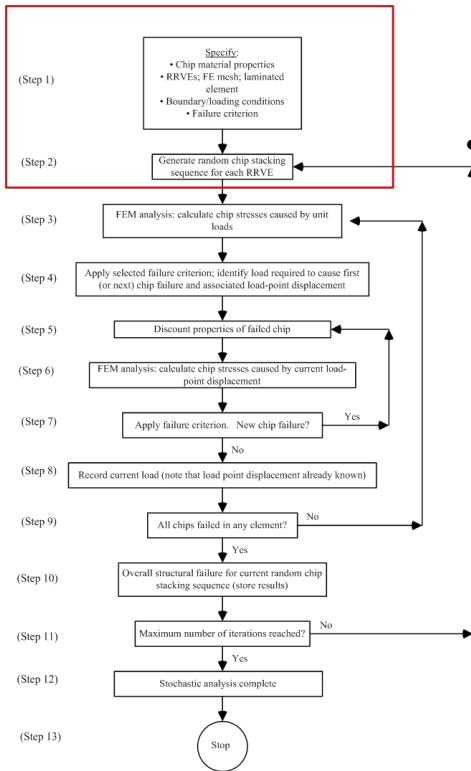 (Step 1)
Specify:
• Chip material properties
• RRVEs; FE mesh; laminated
element
• Boundary/loading conditions
• Failure criterion
(Step 2)
Generate random chip stacking
sequence for each RRVE
(Step 3)
FEM analysis: calculate chip stresses caused by unit
loads
(Step 4)
Apply selected failure criterion; identify load required to cause first
(or next) chip failure and associated load-point displacement
(Step 5)
Discount properties of failed chip
(Step 6)
FEM analysis: calculate chip stresses caused by current load-
point displacement
(Step 7)
Apply failure criterion. New chip failure?
Yes
No
(Step 8)
Record current load (note that load point displacement already known)
(Step 9)
All chips failed in any element?
No
Yes
(Step 10)
Overall structural failure for current random chip
stacking sequence (store results)
(Step 11)
Maximum number of iterations reached?
No
Yes
(Step 12)
Stochastic analysis complete
(Step 13)
Stop